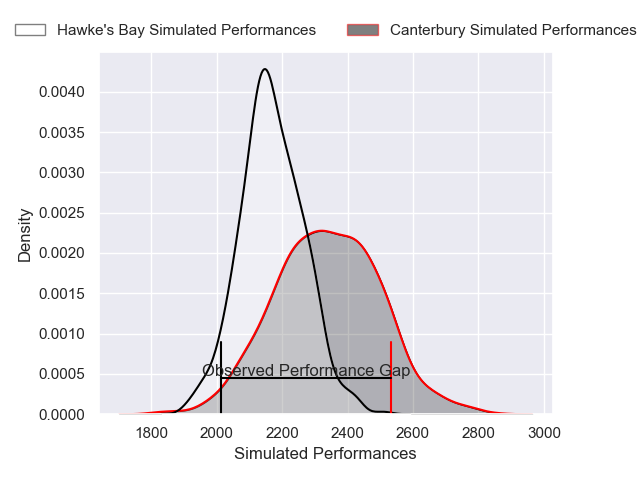 Hawke's Bay Simulated Performances
Canterbury Simulated Performances
0.0040
0.0035
0.0030
0.0025
0.0020
0.0015
0.0010
0.0005
0.0000
Density
Observed Performance Gap
1800 2000 2200 2400 2600 2800 3000
Simulated Performances